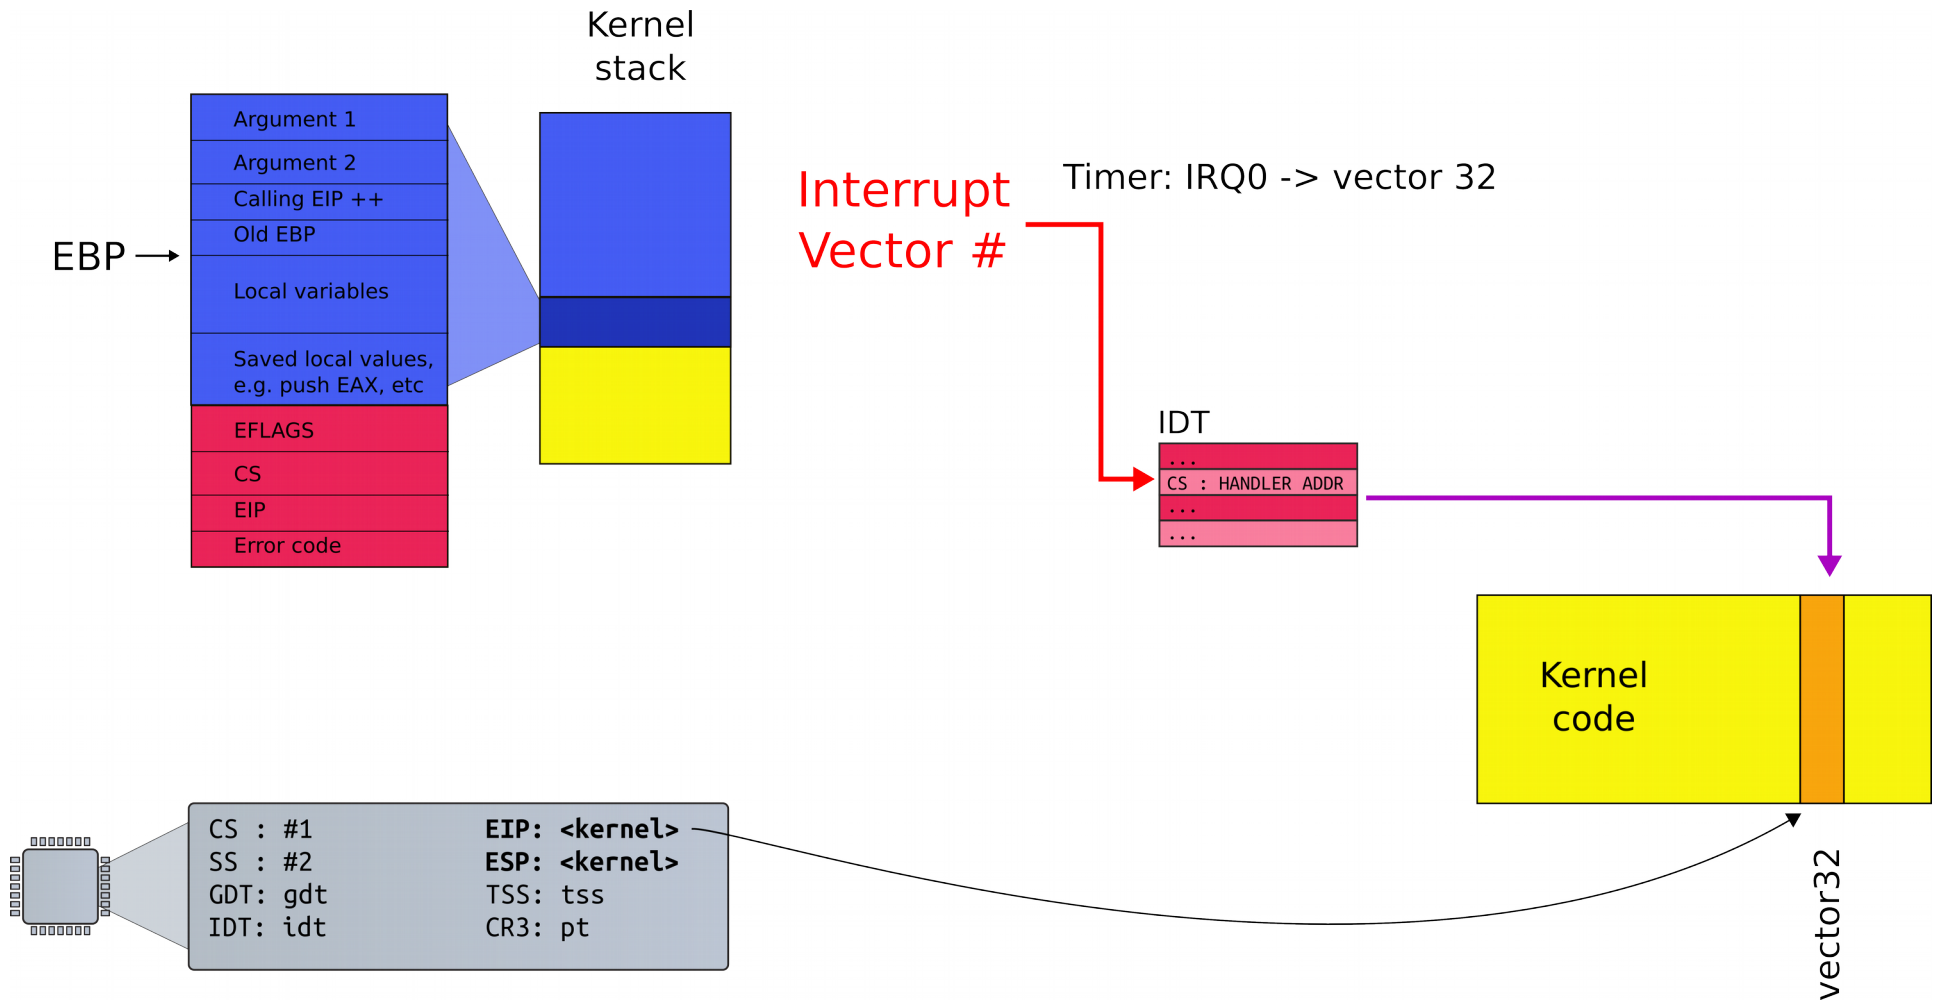 Kernel
stack
Argument 1
Argument 2
Calling EIP ++
Old EBP
EBP
Local variables
Saved local values,
e.g. push EAX, etc
EFLAGS
CS
EIP
Error code
Interrupt
Vector #
Timer: IRQ0 -> vector 32
IDT
...
CS : HANDLER ADDR
...
...
Kernel
code
vector32
CS : #1
SS : #2
GDT: gdt
IDT: idt
EIP: <kernel>
ESP: <kernel>
TSS: tss
CR3: pt